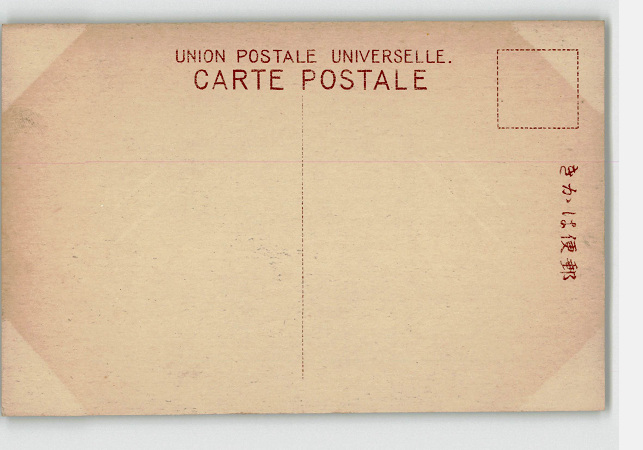 UNION POSTALE UNIVERSELLE.
CARTE POSTALE
きかは便郵